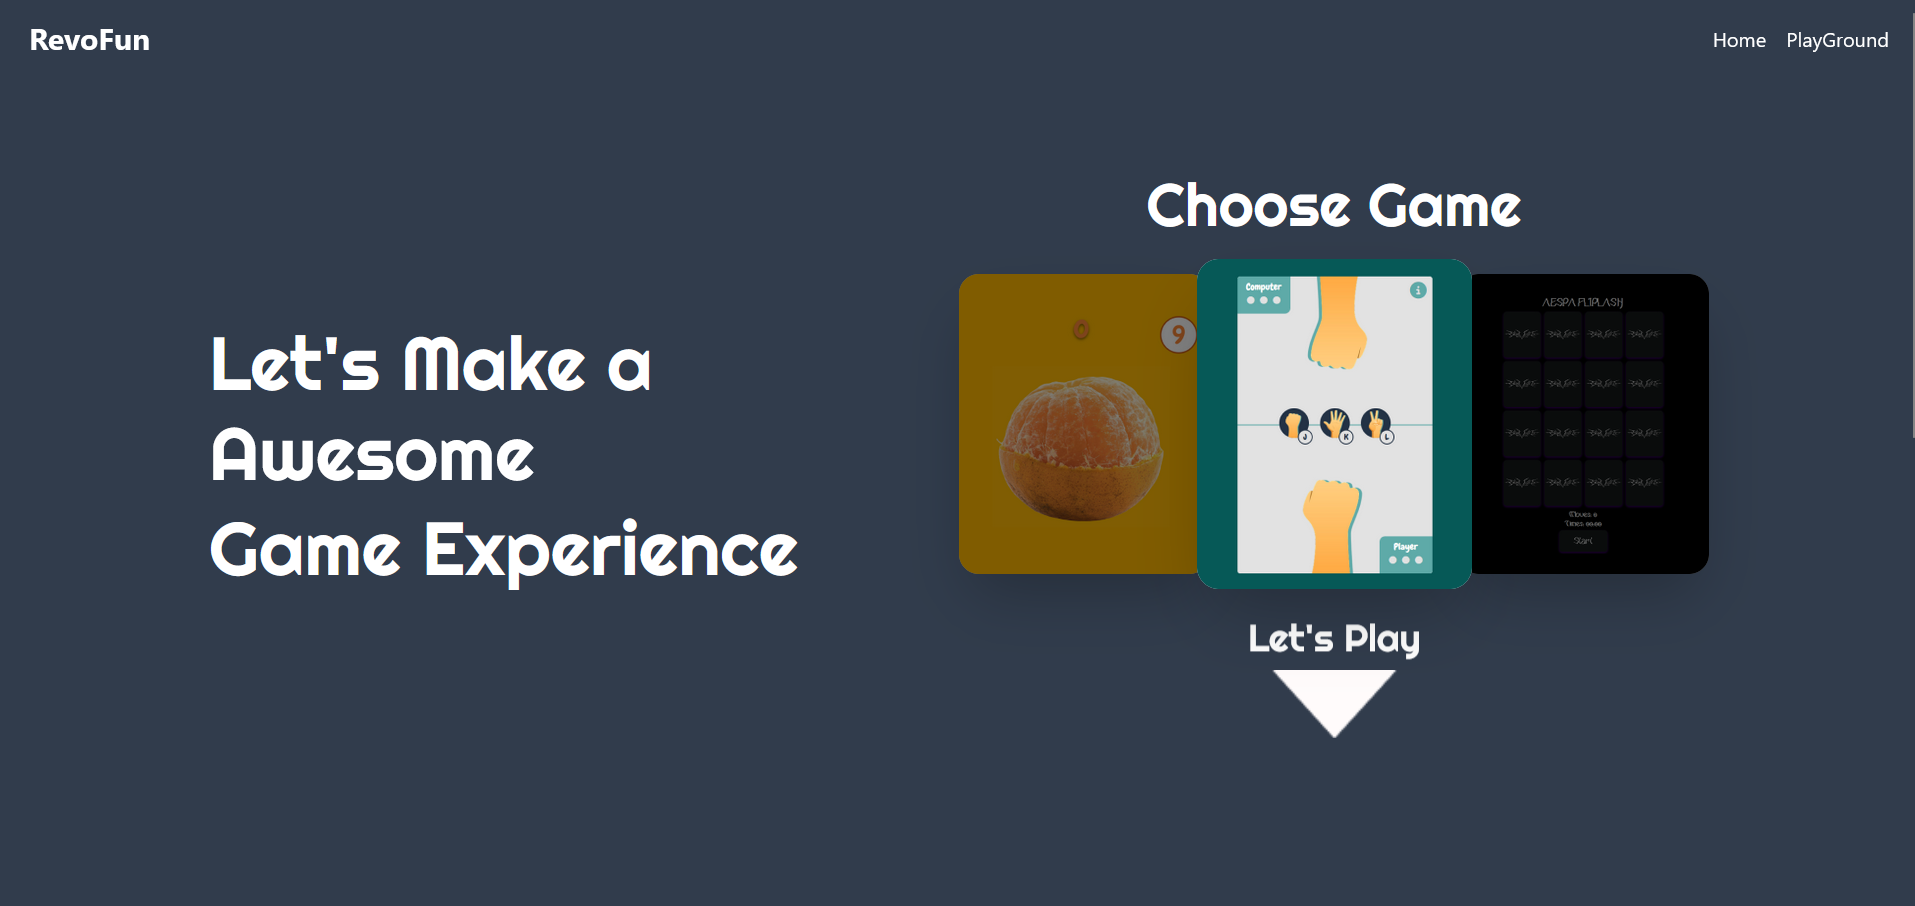 RevoFun
Home PlayGround
Let's Make a
Awesome
Game Experience
Choose Game
0
9
Computer
i
J K L
Player
AESPA FLIPLASH
Moves: 0
Time: 00:00
Start
Let's Play